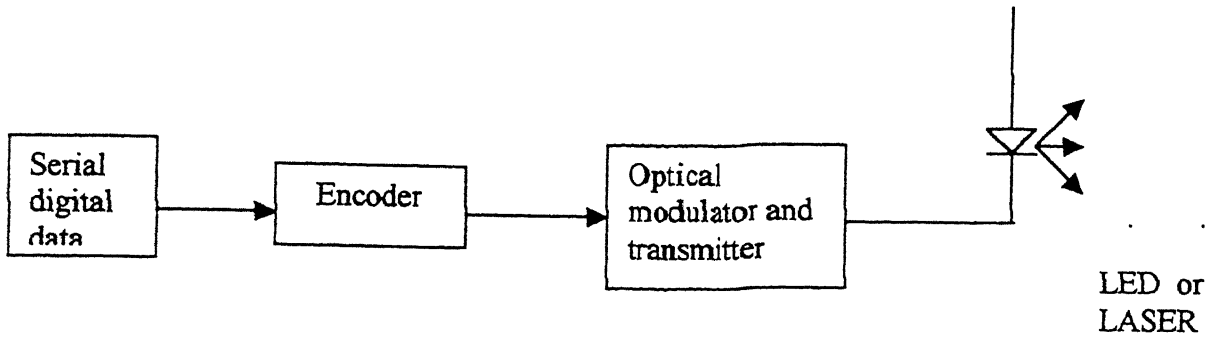 Serial
digital
data
Encoder
Optical
modulator and
transmitter
LED or
LASER